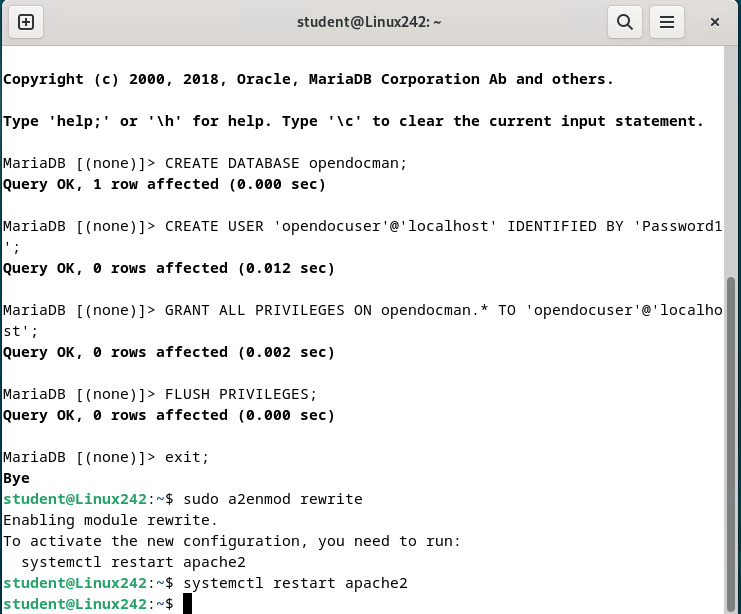 student@Linux242: ~
Copyright (c) 2000, 2018, Oracle, MariaDB Corporation Ab and others.
Type 'help;' or '\h' for help. Type '\c' to clear the current input statement.
MariaDB [(none)]> CREATE DATABASE opendocman;
Query OK, 1 row affected (0.000 sec)
MariaDB [(none)]> CREATE USER 'opendocuser'@'localhost' IDENTIFIED BY 'Password1
';
Query OK, 0 rows affected (0.012 sec)
MariaDB [(none)]> GRANT ALL PRIVILEGES ON opendocman.* TO 'opendocuser'@'localho
st';
Query OK, 0 rows affected (0.002 sec)
MariaDB [(none)]> FLUSH PRIVILEGES;
Query OK, 0 rows affected (0.000 sec)
MariaDB [(none)]> exit;
Bye
student@Linux242:~$ sudo a2enmod rewrite
Enabling module rewrite.
To activate the new configuration, you need to run:
  systemctl restart apache2
student@Linux242:~$ systemctl restart apache2
student@Linux242:~$